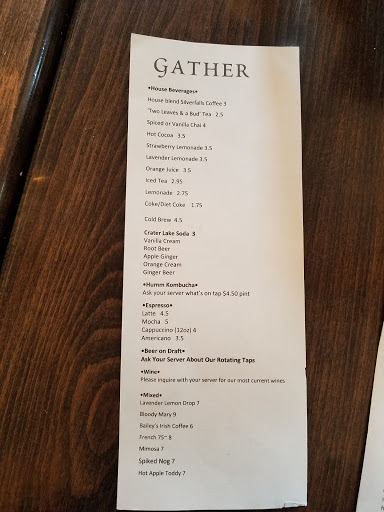 GATHER
•House Beverages•
House blend Silverfalls Coffee 3
'Two Leaves & a Bud' Tea 2.5
Spiced or Vanilla Chai 4
Hot Cocoa 3.5
Strawberry Lemonade 3.5
Lavender Lemonade 3.5
Orange Juice 3.5
Iced Tea 2.95
Lemonade 2.75
Coke/Diet Coke 1.75
Cold Brew 4.5
Crater Lake Soda 3
Vanilla Cream
Root Beer
Apple Ginger
Orange Cream
Ginger Beer
•Humm Kombucha•
Ask your server what's on tap $4.50 pint
•Espresso•
Latte 4.5
Mocha 5
Cappuccino (12oz) 6
Americano 3.5
•Beer on Draft•
Ask Your Server About Our Rotating Taps
•Wine•
Please inquire with your server for our most current wines
•Mixed•
Lavender Lemon Drop 7
Bloody Mary 9
Bailey's Irish Coffee 6
French 75~ 8
Mimosa 7
Spiked Nog 7
Hot Apple Toddy 7